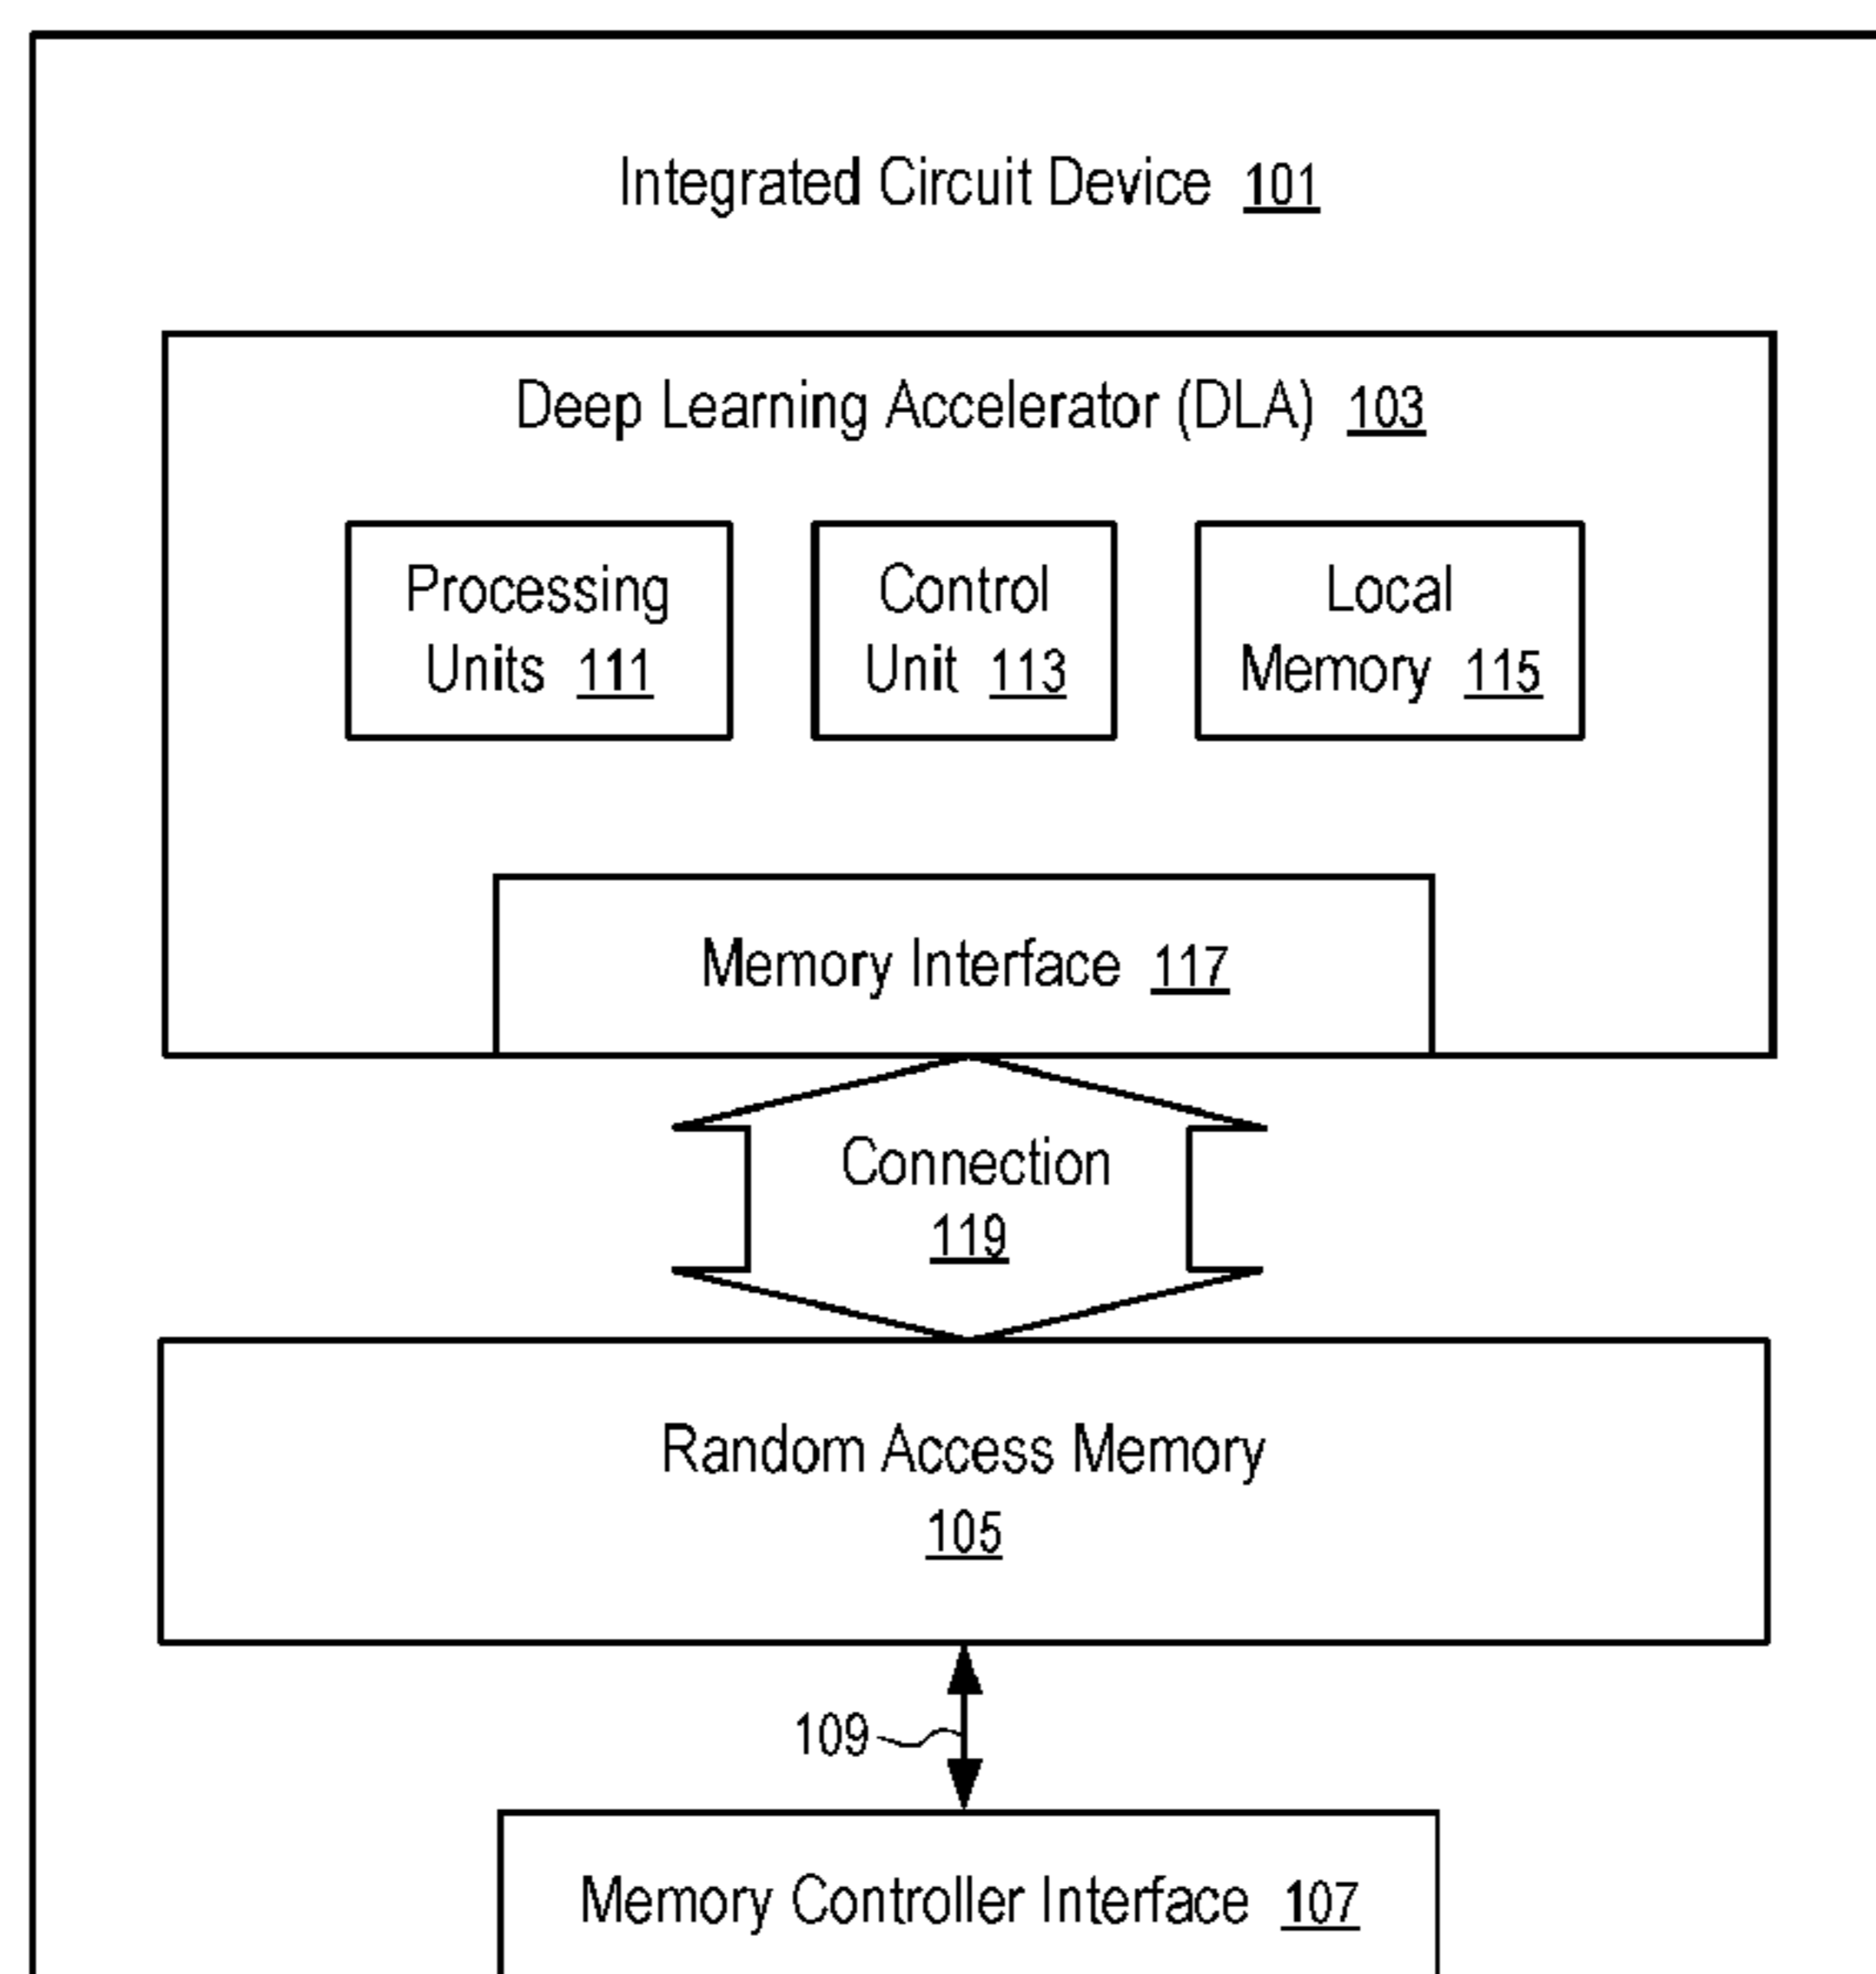 Integrated Circuit Device 101
Deep Learning Accelerator (DLA) 103
Processing
Units 111
Control
Unit 113
Local
Memory 115
Memory Interface 117
Connection
119
Random Access Memory
105
109
Memory Controller Interface 107